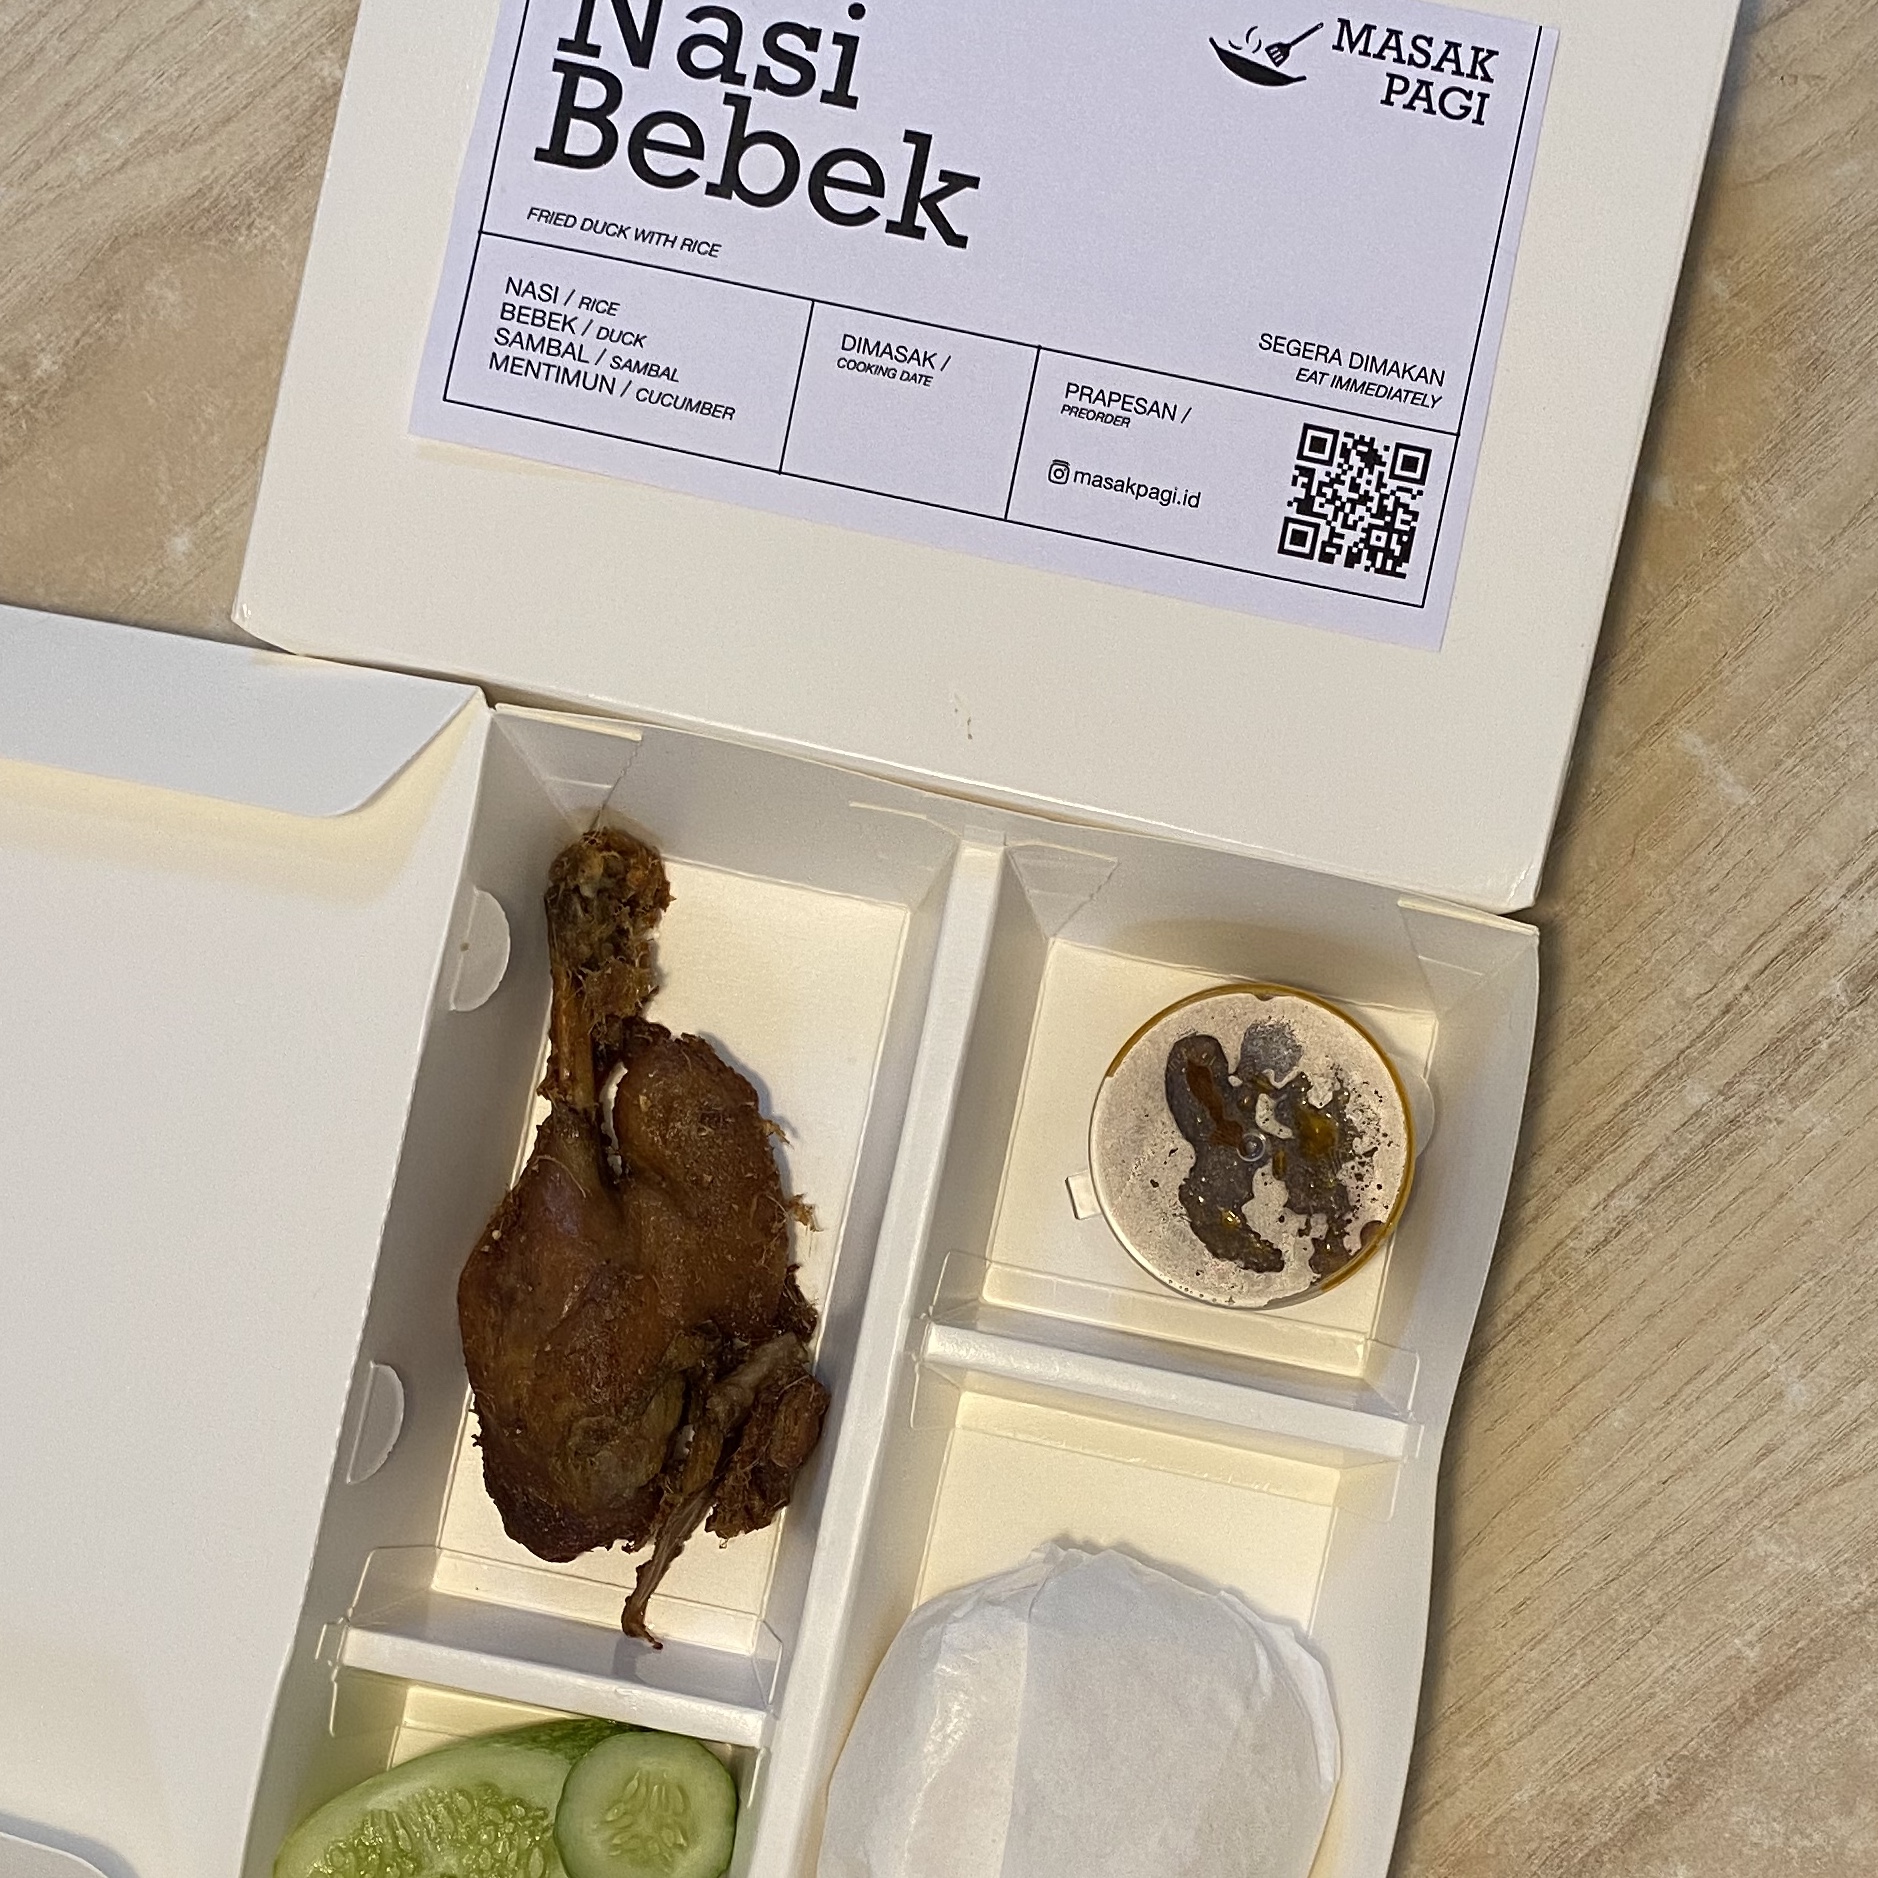 Nasi
Bebek
FRIED DUCK WITH RICE
MASAK
PAGI
NASI / RICE
BEBEK / DUCK
SAMBAL / SAMBAL
MENTIMUN / CUCUMBER
DIMASAK /
COOKING DATE
SEGERA DIMAKAN
EAT IMMEDIATELY
PRAPESAN /
PREORDER
masakpagi.id